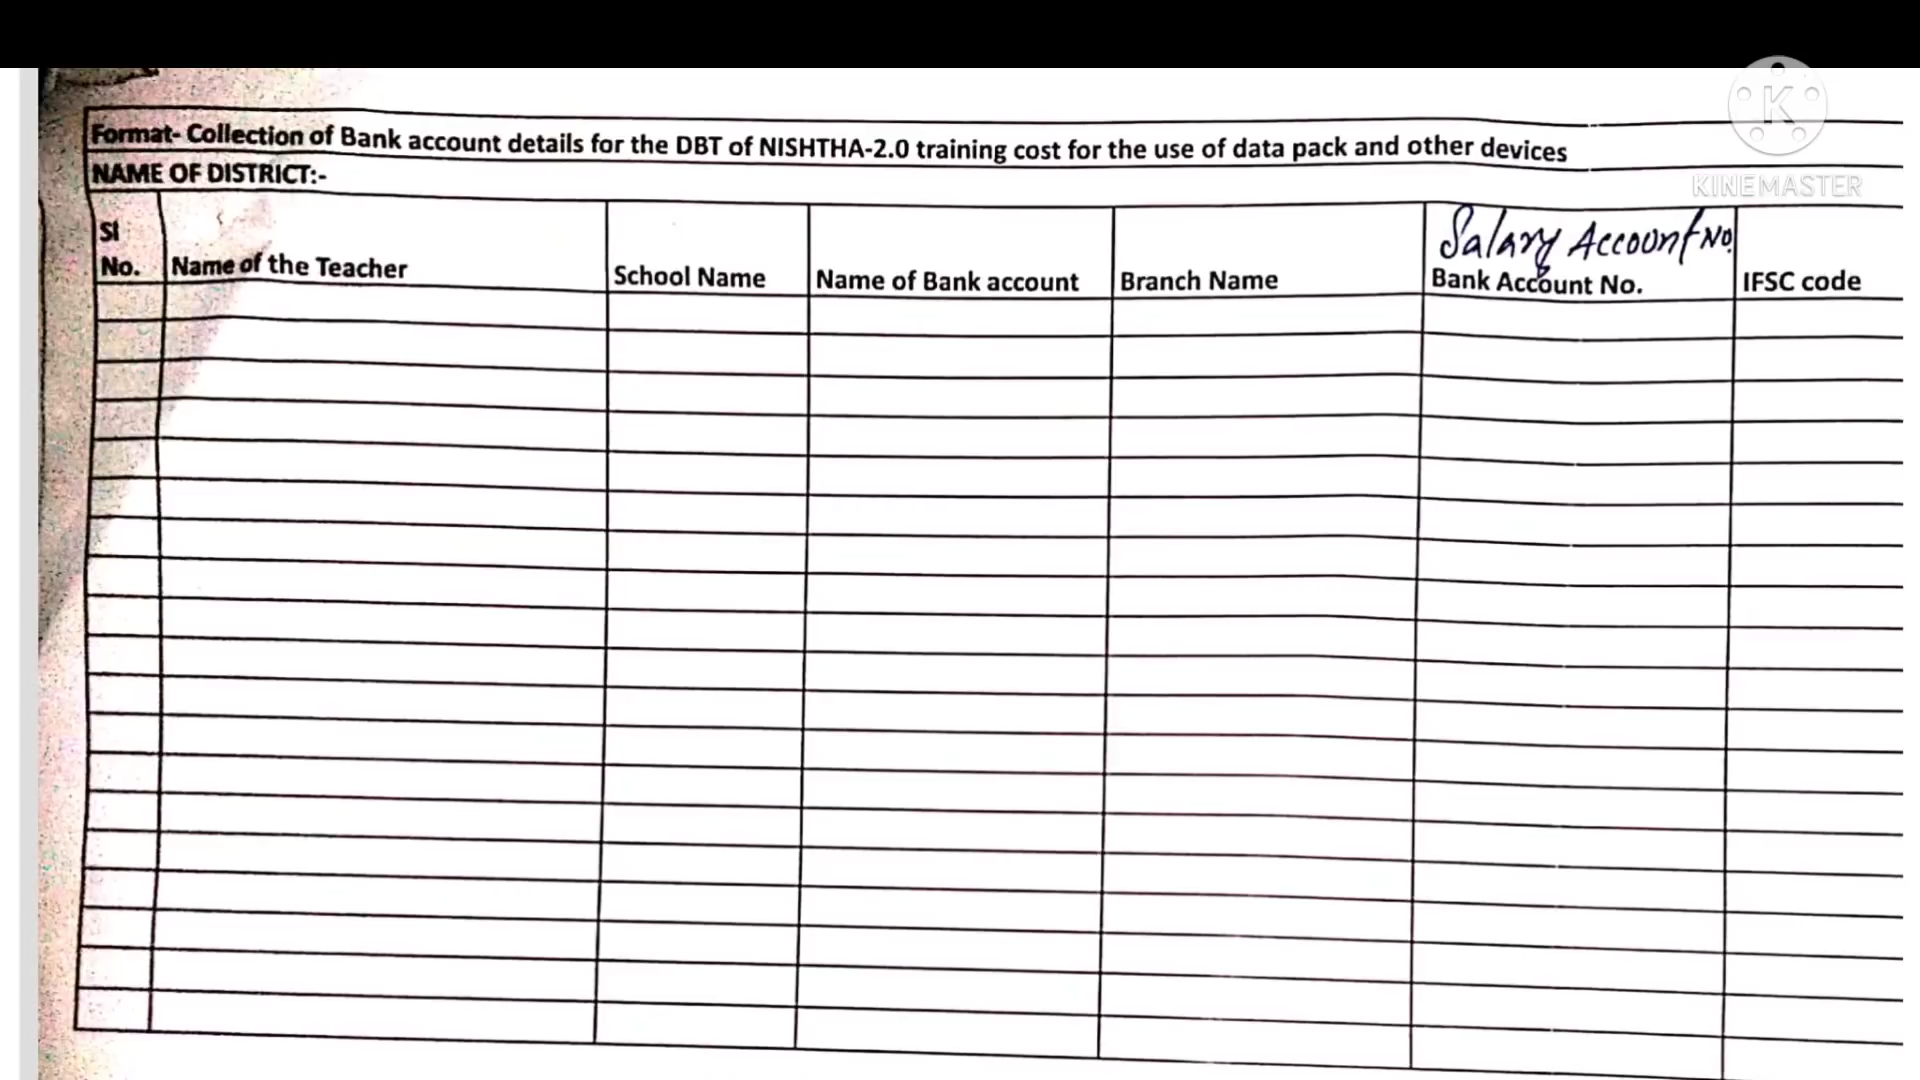 K
KINEMASTER
Format- Collection of Bank account details for the DBT of NISHTHA-2.0 training cost for the use of data pack and other devices
NAME OF DISTRICT:-
Sl No.
Name of the Teacher
School Name
Name of Bank account
Branch Name
Salary Account No.
Bank Account No.
IFSC code